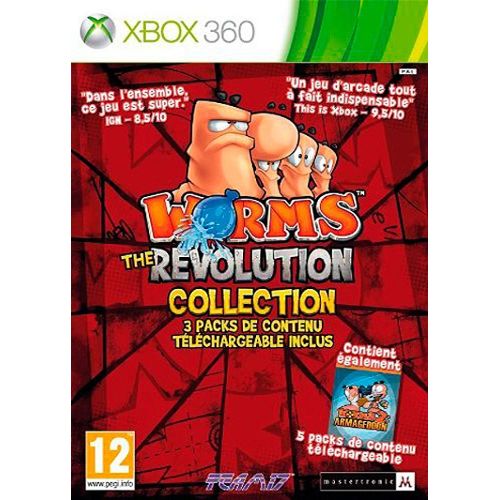 XBOX 360
PAL
"Dans l'ensemble,
ce jeu est super."
IGN - 8,5/10
"Un jeu d'arcade tout
à fait indispensable"
This is Xbox - 9,5/10
WORMS™
THE REVOLUTION
COLLECTION
3 PACKS DE CONTENU
TÉLÉCHARGEABLE INCLUS
Contient
également
WORMS 2
ARMAGEDDON
5 packs de contenu
téléchargeable
12
www.pegi.info
TEAM17
mastertronic
M